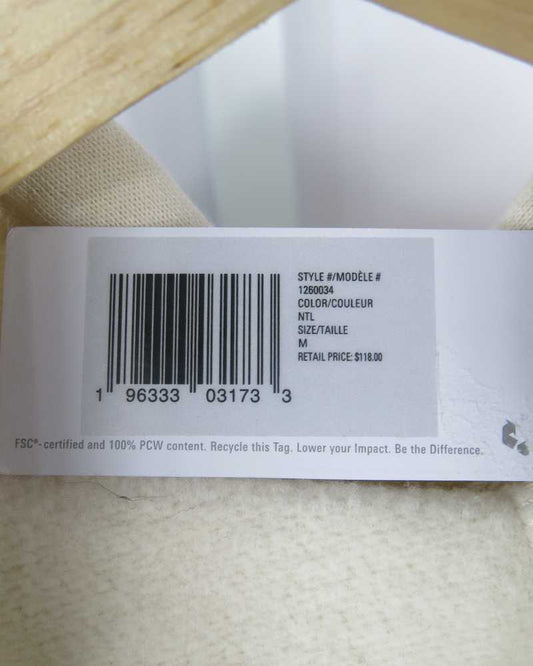 STYLE #/MODÈLE #
1260034
COLOR/COULEUR
NTL
SIZE/TAILLE
M
RETAIL PRICE: $118.00
1 96333 03173 3
FSC®- certified and 100% PCW content. Recycle this Tag. Lower your Impact. Be the Difference.